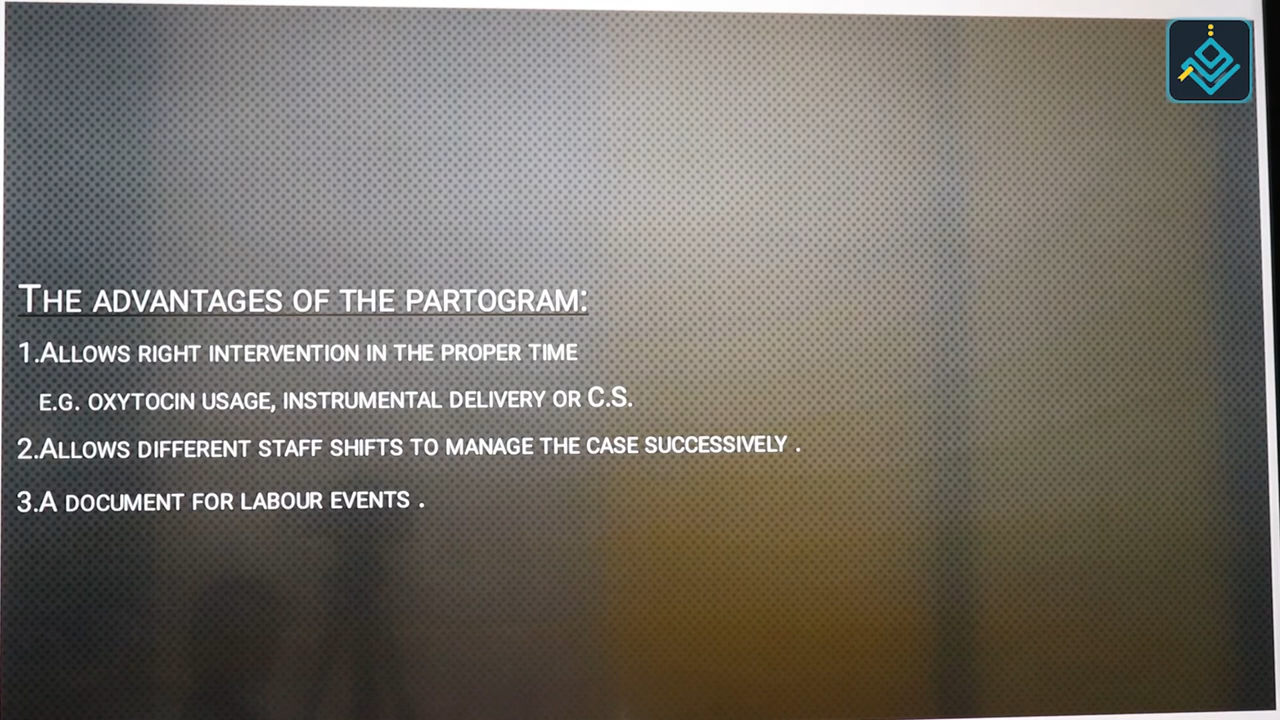 The advantages of the partogram:
1.Allows right intervention in the proper time
e.g. oxytocin usage, instrumental delivery or C.S.
2.Allows different staff shifts to manage the case successively .
3.A document for labour events .